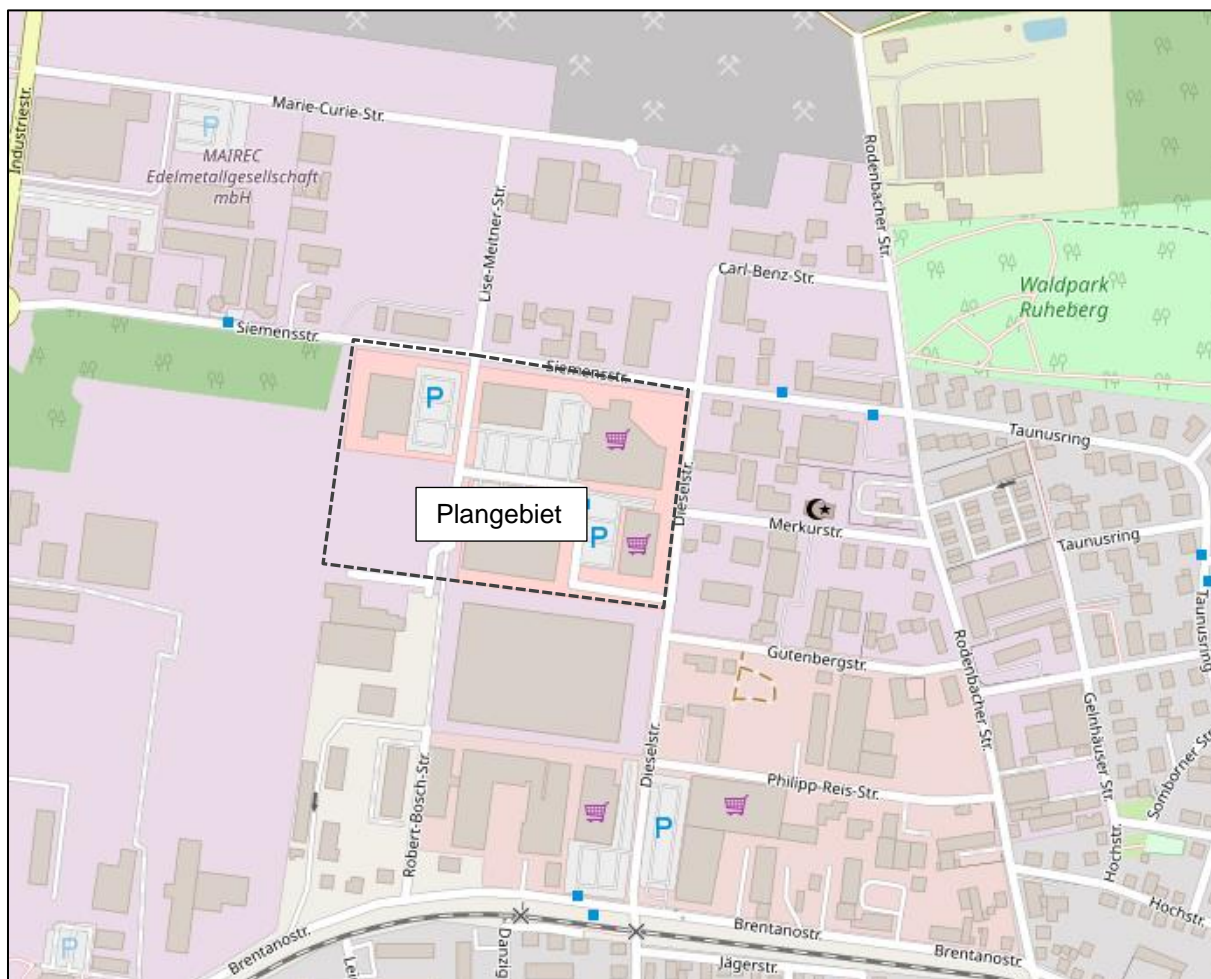 Marie-Curie-Str.
Industriestr.
P
MAIREC
Edelmetallgesellschaft
mbH
Rodenbacher Str.
Lise-Meitner-Str.
Carl-Benz-Str.
Waldpark
Ruheberg
Siemensstr.
Siemensstr.
P
Taunusring
Dieselstr.
Plangebiet
P
Merkurstr.
Taunusring
Taunusring
Gutenbergstr.
Rodenbacher Str.
Gelnhäuser Str.
Somborner Str.
Dieselstr.
Philipp-Reis-Str.
Robert-Bosch-Str.
P
Hochstr.
Hochstr.
P
Brentanostr.
Brentanostr.
Brentanostr.
Jägerstr.